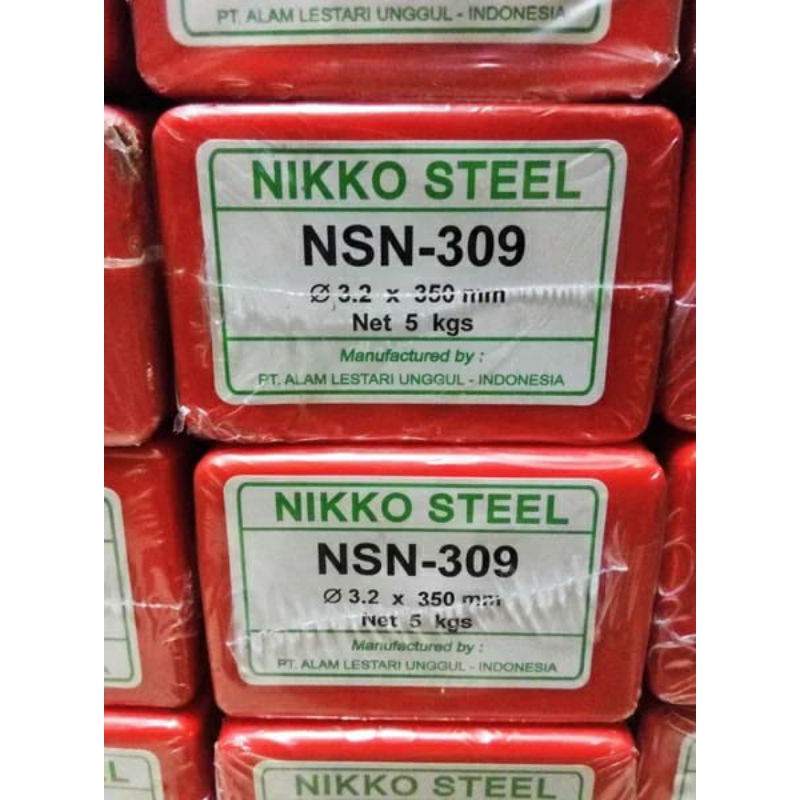 PT. ALAM LESTARI UNGGUL - INDONESIA
NIKKO STEEL
NSN-309
Ø 3.2 x 350 mm
Net 5 kgs
Manufactured by :
PT. ALAM LESTARI UNGGUL - INDONESIA
NIKKO STEEL
NSN-309
Ø 3.2 x 350 mm
Net 5 kgs
Manufactured by :
PT. ALAM LESTARI UNGGUL - INDONESIA
NIKKO STEEL